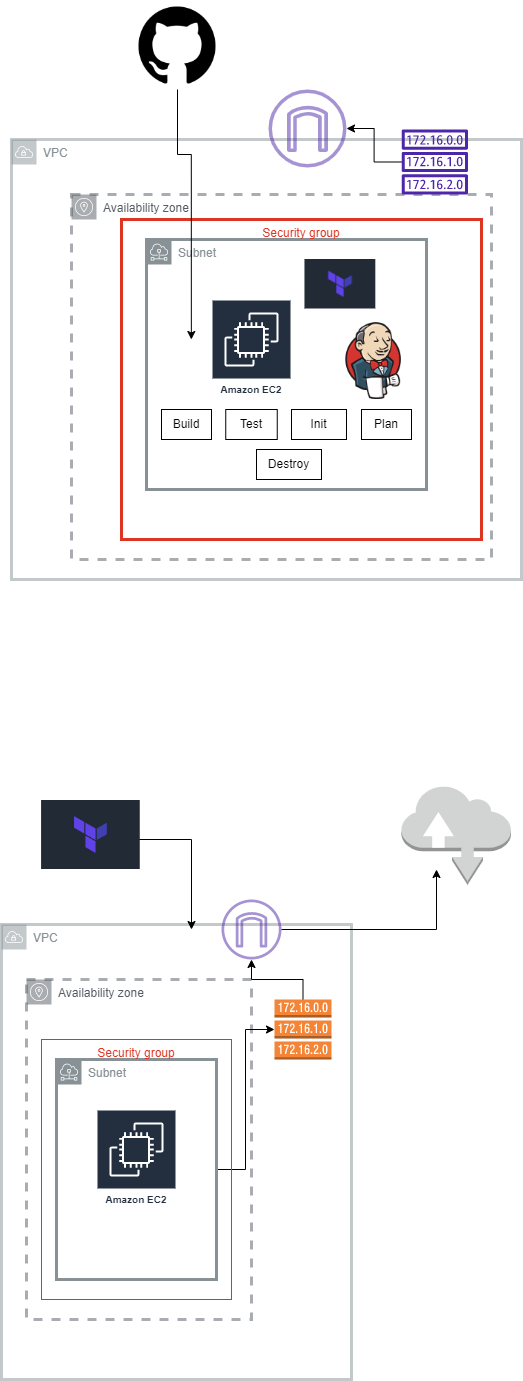 172.16.0.0
VPC
172.16.1.0
172.16.2.0
Availability zone
Security group
Subnet
Amazon EC2
Build
Test
Init
Plan
Destroy
VPC
Availability zone
172.16.0.0
172.16.1.0
172.16.2.0
Security group
Subnet
Amazon EC2